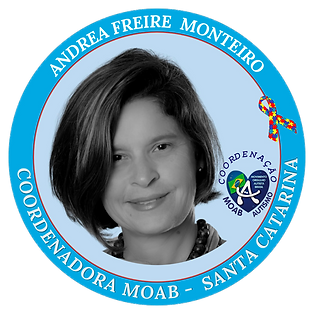 ANDREA FREIRE MONTEIRO
COORDENAÇÃO
MOAB
AUTISMO
COORDENADORA MOAB - SANTA CATARINA